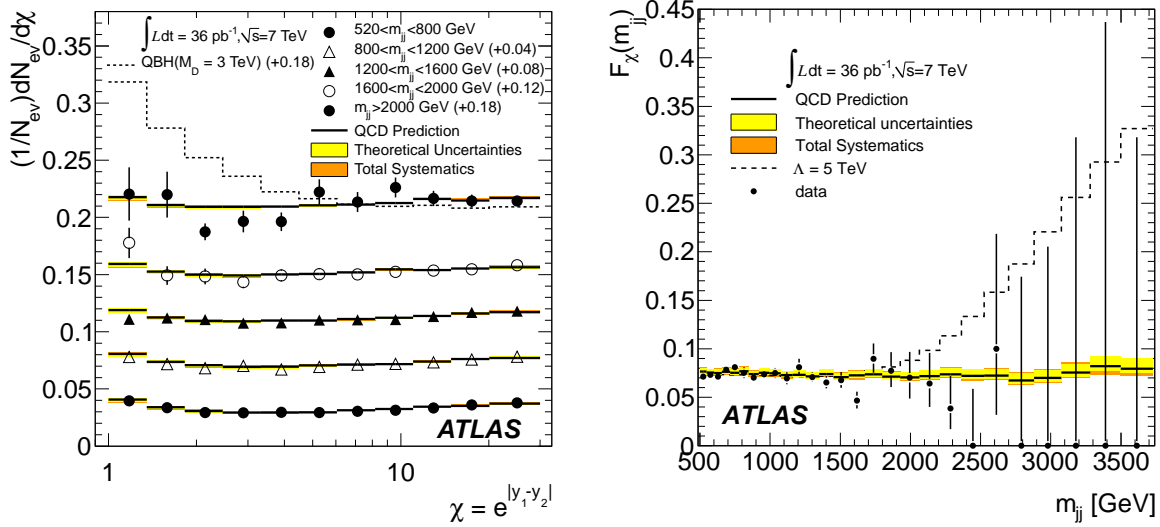 (1/N_ev)dN_ev/dχ
0.35
0.3
0.25
0.2
0.15
0.1
0.05
0
∫Ldt = 36 pb⁻¹,√s=7 TeV
QBH(M_D = 3 TeV) (+0.18)
520<m_jj<800 GeV
800<m_jj<1200 GeV (+0.04)
1200<m_jj<1600 GeV (+0.08)
1600<m_jj<2000 GeV (+0.12)
m_jj>2000 GeV (+0.18)
QCD Prediction
Theoretical Uncertainties
Total Systematics
ATLAS
1 10
χ = e^|y_1-y_2|
F_χ(m_jj)
0.45
0.4
0.35
0.3
0.25
0.2
0.15
0.1
0.05
0
∫Ldt = 36 pb⁻¹,√s=7 TeV
QCD Prediction
Theoretical uncertainties
Total Systematics
Λ = 5 TeV
data
ATLAS
500 1000 1500 2000 2500 3000 3500
m_jj [GeV]